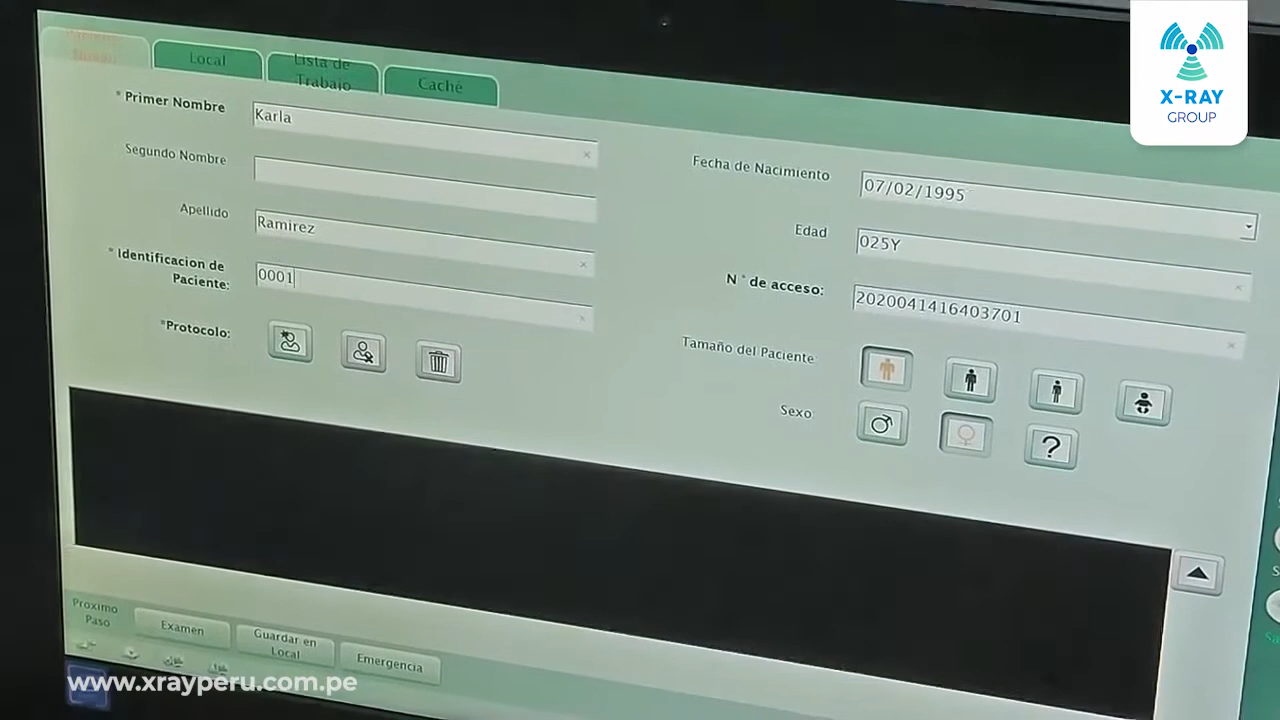 X-RAY
GROUP
Local
Lista de
Trabajo
Caché
* Primer Nombre
Karla
Segundo Nombre
Apellido
Ramirez
* Identificacion de
Paciente:
0001
*Protocolo:
Fecha de Nacimiento
07/02/1995
Edad
025Y
N° de acceso:
2020041416403701
Tamaño del Paciente
Sexo
?
Proximo
Paso
Examen
Guardar en
Local
Emergencia
www.xrayperu.com.pe